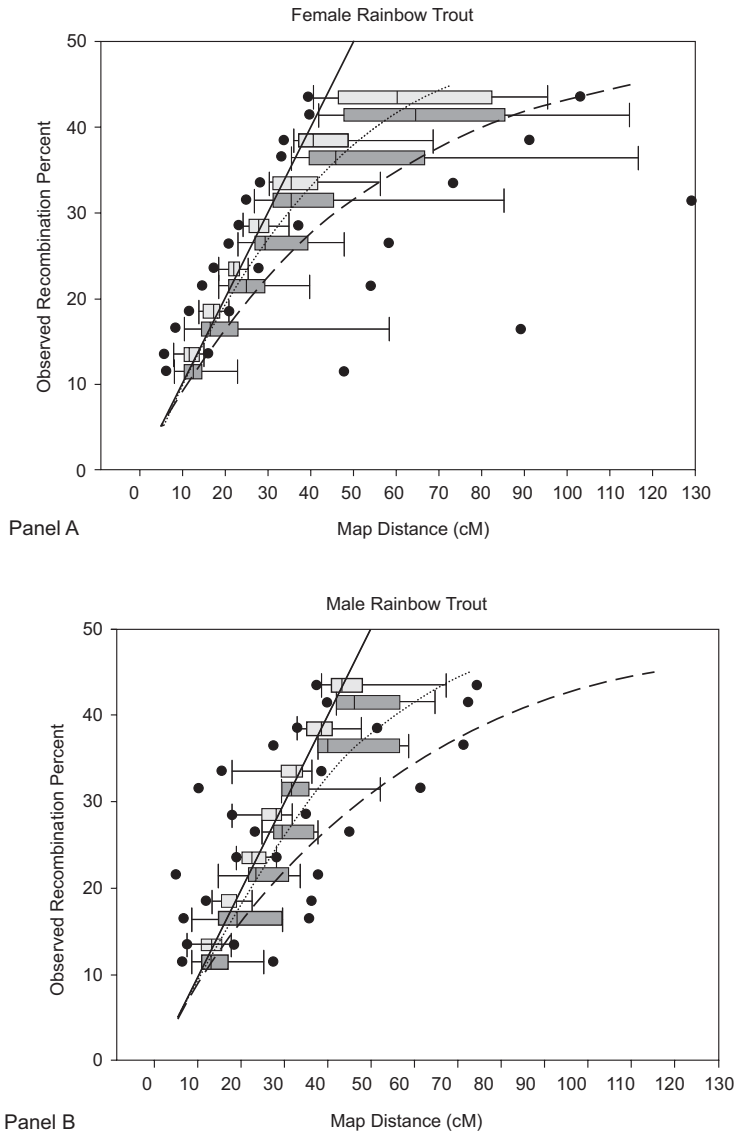 Female Rainbow Trout
50
40
30
20
10
0
Observed Recombination Percent
0 10 20 30 40 50 60 70 80 90 100 110 120 130
Panel A
Map Distance (cM)
Male Rainbow Trout
50
40
30
20
10
0
Observed Recombination Percent
0 10 20 30 40 50 60 70 80 90 100 110 120 130
Panel B
Map Distance (cM)